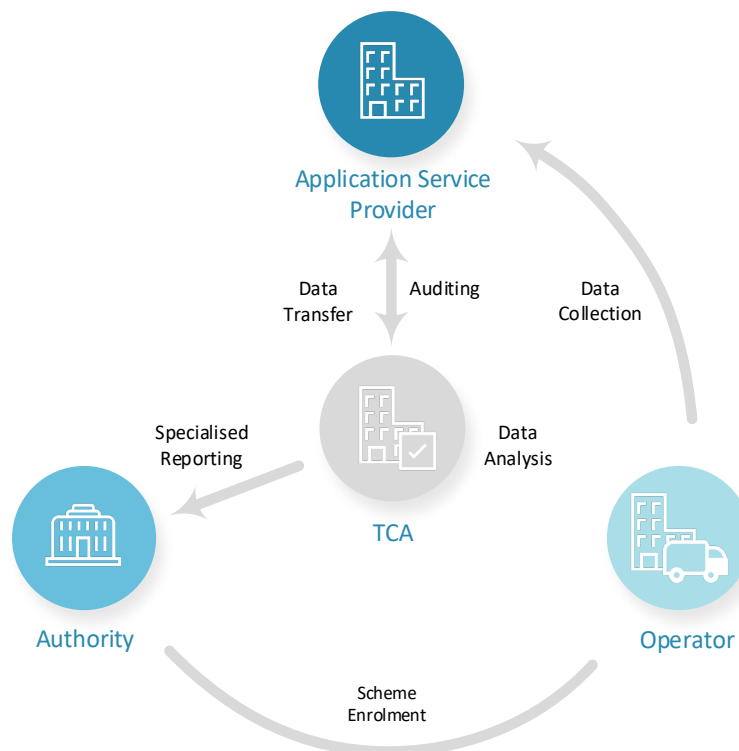 Application Service
Provider
Data
Transfer
Auditing
Data
Collection
Specialised
Reporting
Data
Analysis
TCA
Authority
Operator
Scheme
Enrolment